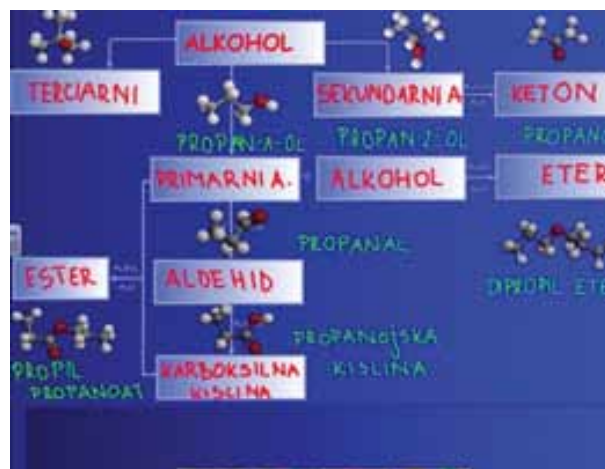 ALKOHOL
TERCIARNI
SEKUNDARNI A
KETON
PROPAN-1-OL
PROPAN-2-OL
PRIMARNI A.
ALKOHOL
ETER
PROPANAL
ESTER
ALDEHID
DIPROPIL ETE
PROPANOJSKA
KISLINA
PROPIL
PROPANOAT
KARBOKSILNA
KISLINA